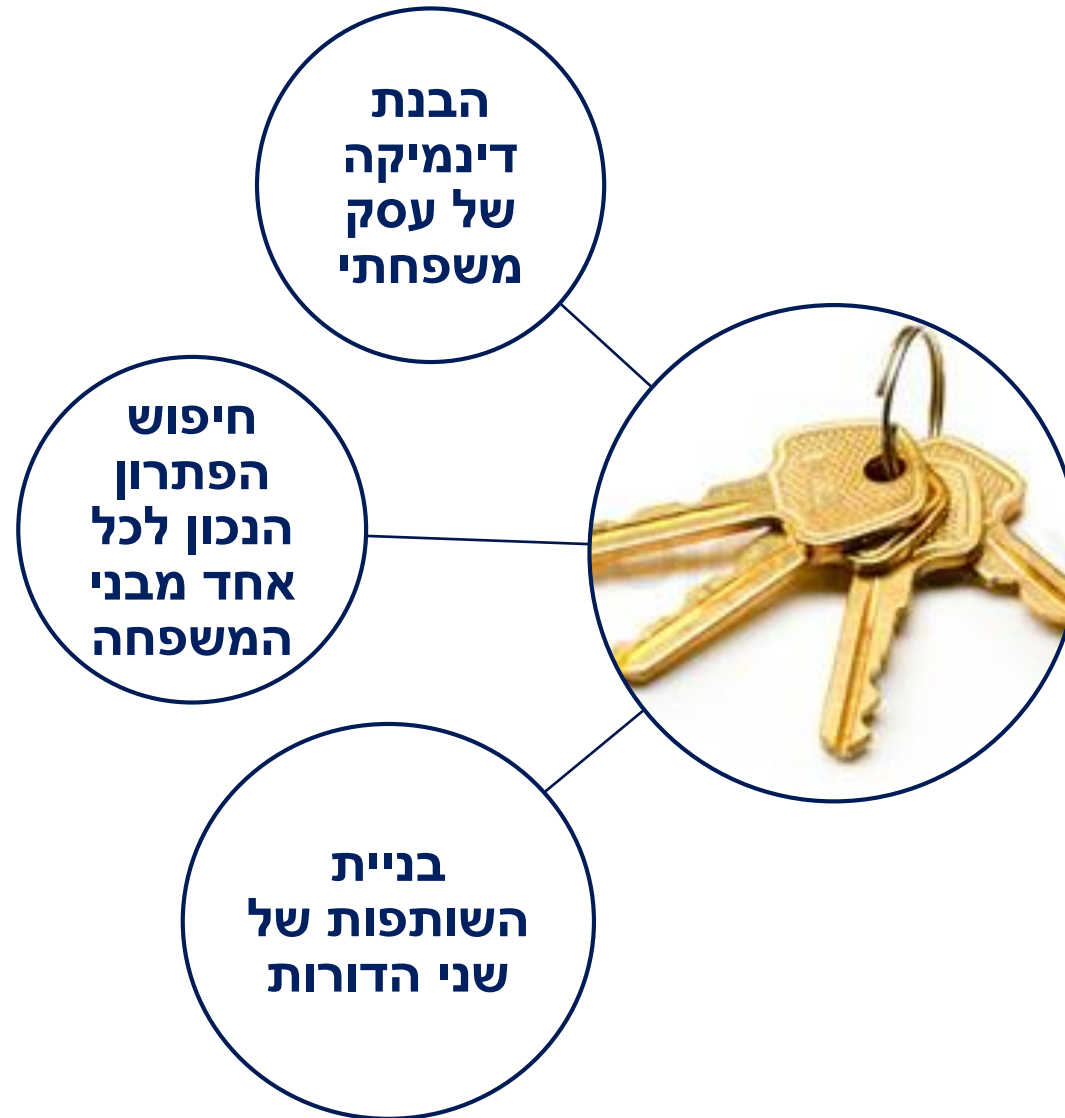 הבנת
דינמיקה
של עסק
משפחתי
חיפוש
הפתרון
הנכון לכל
אחד מבני
המשפחה
בניית
השותפות של
שני הדורות